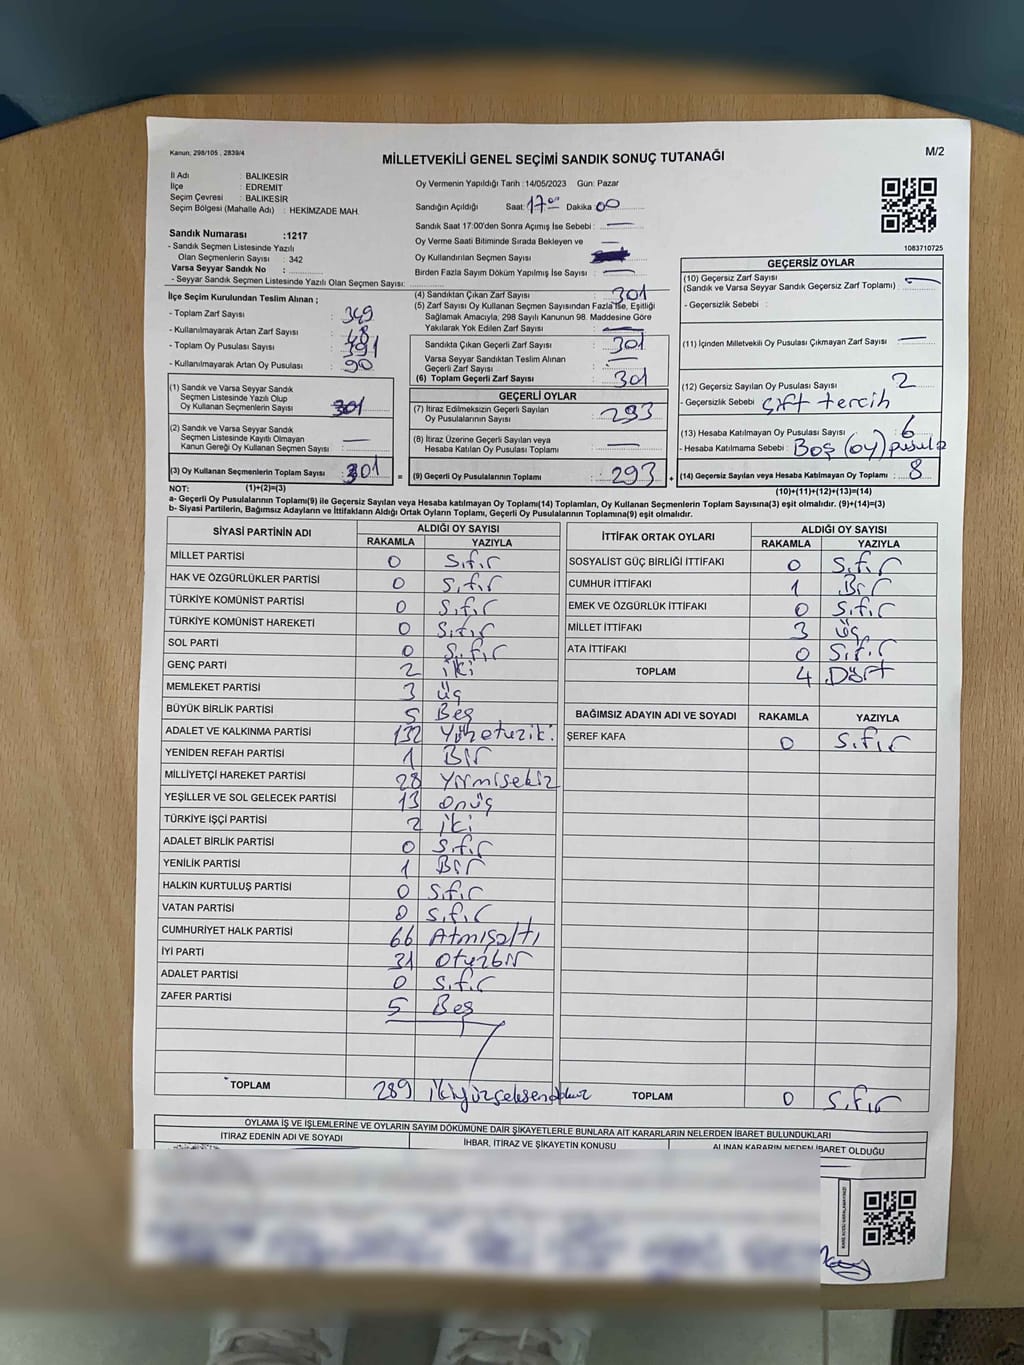 Kanun; 298/105 , 2839/4
MİLLETVEKİLİ GENEL SEÇİMİ SANDIK SONUÇ TUTANAĞI
M/2
İl Adı : BALIKESİR
İlçe : EDREMIT
Seçim Çevresi : BALIKESİR
Seçim Bölgesi (Mahalle Adı) : HEKİMZADE MAH.
Sandık Numarası :1217
- Sandık Seçmen Listesinde Yazılı
Olan Seçmenlerin Sayısı : 342
Varsa Seyyar Sandık No :
- Seyyar Sandık Seçmen Listesinde Yazılı Olan Seçmen Sayısı:
Oy Vermenin Yapıldığı Tarih :14/05/2023 Gün: Pazar
Sandığın Açıldığı Saat: 17:00 Dakika 00
Sandık Saat 17:00'den Sonra Açımış İse Sebebi : —
Oy Verme Saati Bitiminde Sırada Bekleyen ve
Oy Kullandırılan Seçmen Sayısı
Birden Fazla Sayım Döküm Yapılmış İse Sayısı : —
1083710725
İlçe Seçim Kurulundan Teslim Alınan ;
- Toplam Zarf Sayısı : 349
- Kullanılmayarak Artan Zarf Sayısı : 48
- Toplam Oy Pusulası Sayısı : 391
- Kullanılmayarak Artan Oy Pusulası : 90
(1) Sandık ve Varsa Seyyar Sandık
Seçmen Listesinde Yazılı Olup
Oy Kullanan Seçmenlerin Sayısı : 301
(2) Sandık ve Varsa Seyyar Sandık
Seçmen Listesinde Kayıtlı Olmayan
Kanun Gereği Oy Kullanan Seçmen Sayısı : —
(3) Oy Kullanan Seçmenlerin Toplam Sayısı : 301
(4) Sandıktan Çıkan Zarf Sayısı : 301
(5) Zarf Sayısı Oy Kullanan Seçmen Sayısından Fazla İse, Eşitliği
Sağlamak Amacıyla, 298 Sayılı Kanunun 98. Maddesine Göre
Yakılarak Yok Edilen Zarf Sayısı : —
Sandıkta Çıkan Geçerli Zarf Sayısı : 301
Varsa Seyyar Sandıktan Teslim Alınan
Geçerli Zarf Sayısı : —
(6) Toplam Geçerli Zarf Sayısı : 301
GEÇERLİ OYLAR
(7) İtiraz Edilmeksizin Geçerli Sayılan
Oy Pusulalarının Sayısı : 293
(8) İtiraz Üzerine Geçerli Sayılan veya
Hesaba Katılan Oy Pusulaları Toplamı : —
= (9) Geçerli Oy Pusulalarının Toplamı : 293 +
GEÇERSİZ OYLAR
(10) Geçersiz Zarf Sayısı : —
(Sandık ve Varsa Seyyar Sandık Geçersiz Zarf Toplamı)
- Geçersizlik Sebebi :
(11) İçinden Milletvekili Oy Pusulası Çıkmayan Zarf Sayısı : —
(12) Geçersiz Sayılan Oy Pusulası Sayısı : 2
- Geçersizlik Sebebi : Çift tercih
(13) Hesaba Katılmayan Oy Pusulası Sayısı : 6
- Hesaba Katılmama Sebebi : Boş (oy) pusula
(14) Geçersiz Sayılan veya Hesaba Katılmayan Oy Toplamı : 8
NOT: (1)+(2)=(3)
(10)+(11)+(12)+(13)=(14)
a- Geçerli Oy Pusulalarının Toplamı(9) ile Geçersiz Sayılan veya Hesaba katılmayan Oy Toplamı(14) Toplamları, Oy Kullanan Seçmenlerin Toplam Sayısına(3) eşit olmalıdır. (9)+(14)=(3)
b- Siyasi Partilerin, Bağımsız Adayların ve İttifakların Aldığı Ortak Oyların Toplamı, Geçerli Oy Pusulalarının Toplamına(9) eşit olmalıdır.
SİYASİ PARTİNİN ADI
ALDIĞI OY SAYISI
RAKAMLA YAZIYLA
MİLLET PARTİSİ 0 Sıfır
HAK VE ÖZGÜRLÜKLER PARTİSİ 0 Sıfır
TÜRKİYE KOMÜNİST PARTİSİ 0 Sıfır
TÜRKİYE KOMÜNİST HAREKETİ 0 Sıfır
SOL PARTİ 0 Sıfır
GENÇ PARTİ 2 iki
MEMLEKET PARTİSİ 3 üç
BÜYÜK BİRLİK PARTİSİ 5 Beş
ADALET VE KALKINMA PARTİSİ 132 Yüzotuziki
YENİDEN REFAH PARTİSİ 1 Bir
MİLLİYETÇİ HAREKET PARTİSİ 28 Yirmisekiz
YEŞİLLER VE SOL GELECEK PARTİSİ 13 onüç
TÜRKİYE İŞÇİ PARTİSİ 2 iki
ADALET BİRLİK PARTİSİ 0 Sıfır
YENİLİK PARTİSİ 1 Bir
HALKIN KURTULUŞ PARTİSİ 0 Sıfır
VATAN PARTİSİ 0 Sıfır
CUMHURİYET HALK PARTİSİ 66 Atmışaltı
İYİ PARTİ 31 otuzbir
ADALET PARTİSİ 0 Sıfır
ZAFER PARTİSİ 5 Beş
TOPLAM 289 ikiyüzseksendokuz
İTTİFAK ORTAK OYLARI
ALDIĞI OY SAYISI
RAKAMLA YAZIYLA
SOSYALİST GÜÇ BİRLİĞİ İTTİFAKI 0 Sıfır
CUMHUR İTTİFAKI 1 Bir
EMEK VE ÖZGÜRLÜK İTTİFAKI 0 Sıfır
MİLLET İTTİFAKI 3 üç
ATA İTTİFAKI 0 Sıfır
TOPLAM 4 Dört
BAĞIMSIZ ADAYIN ADI VE SOYADI RAKAMLA YAZIYLA
ŞEREF KAFA 0 Sıfır
TOPLAM 0 Sıfır
OYLAMA İŞ VE İŞLEMLERİNE VE OYLARIN SAYIM DÖKÜMÜNE DAİR ŞİKAYETLERLE BUNLARA AİT KARARLARIN NELERDEN İBARET BULUNDUKLARI
İTİRAZ EDENİN ADI VE SOYADI
İHBAR, İTİRAZ VE ŞİKAYETİN KONUSU
ALINAN KARARIN NEDEN İBARET OLDUĞU